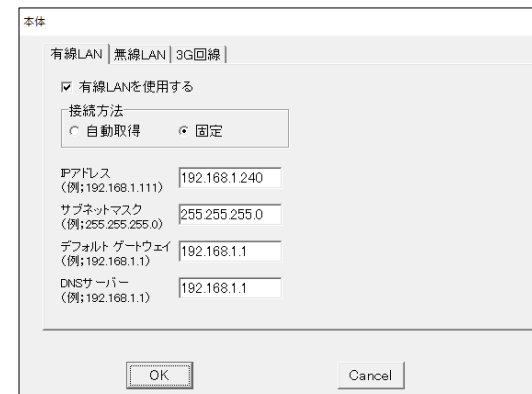 本体
有線LAN 無線LAN 3G回線
有線LANを使用する
接続方法
自動取得 固定
IPアドレス
(例;192.168.1.111) 192.168.1.240
サブネットマスク
(例;255.255.255.0) 255.255.255.0
デフォルト ゲートウェイ
(例;192.168.1.1) 192.168.1.1
DNSサーバー
(例;192.168.1.1) 192.168.1.1
OK Cancel